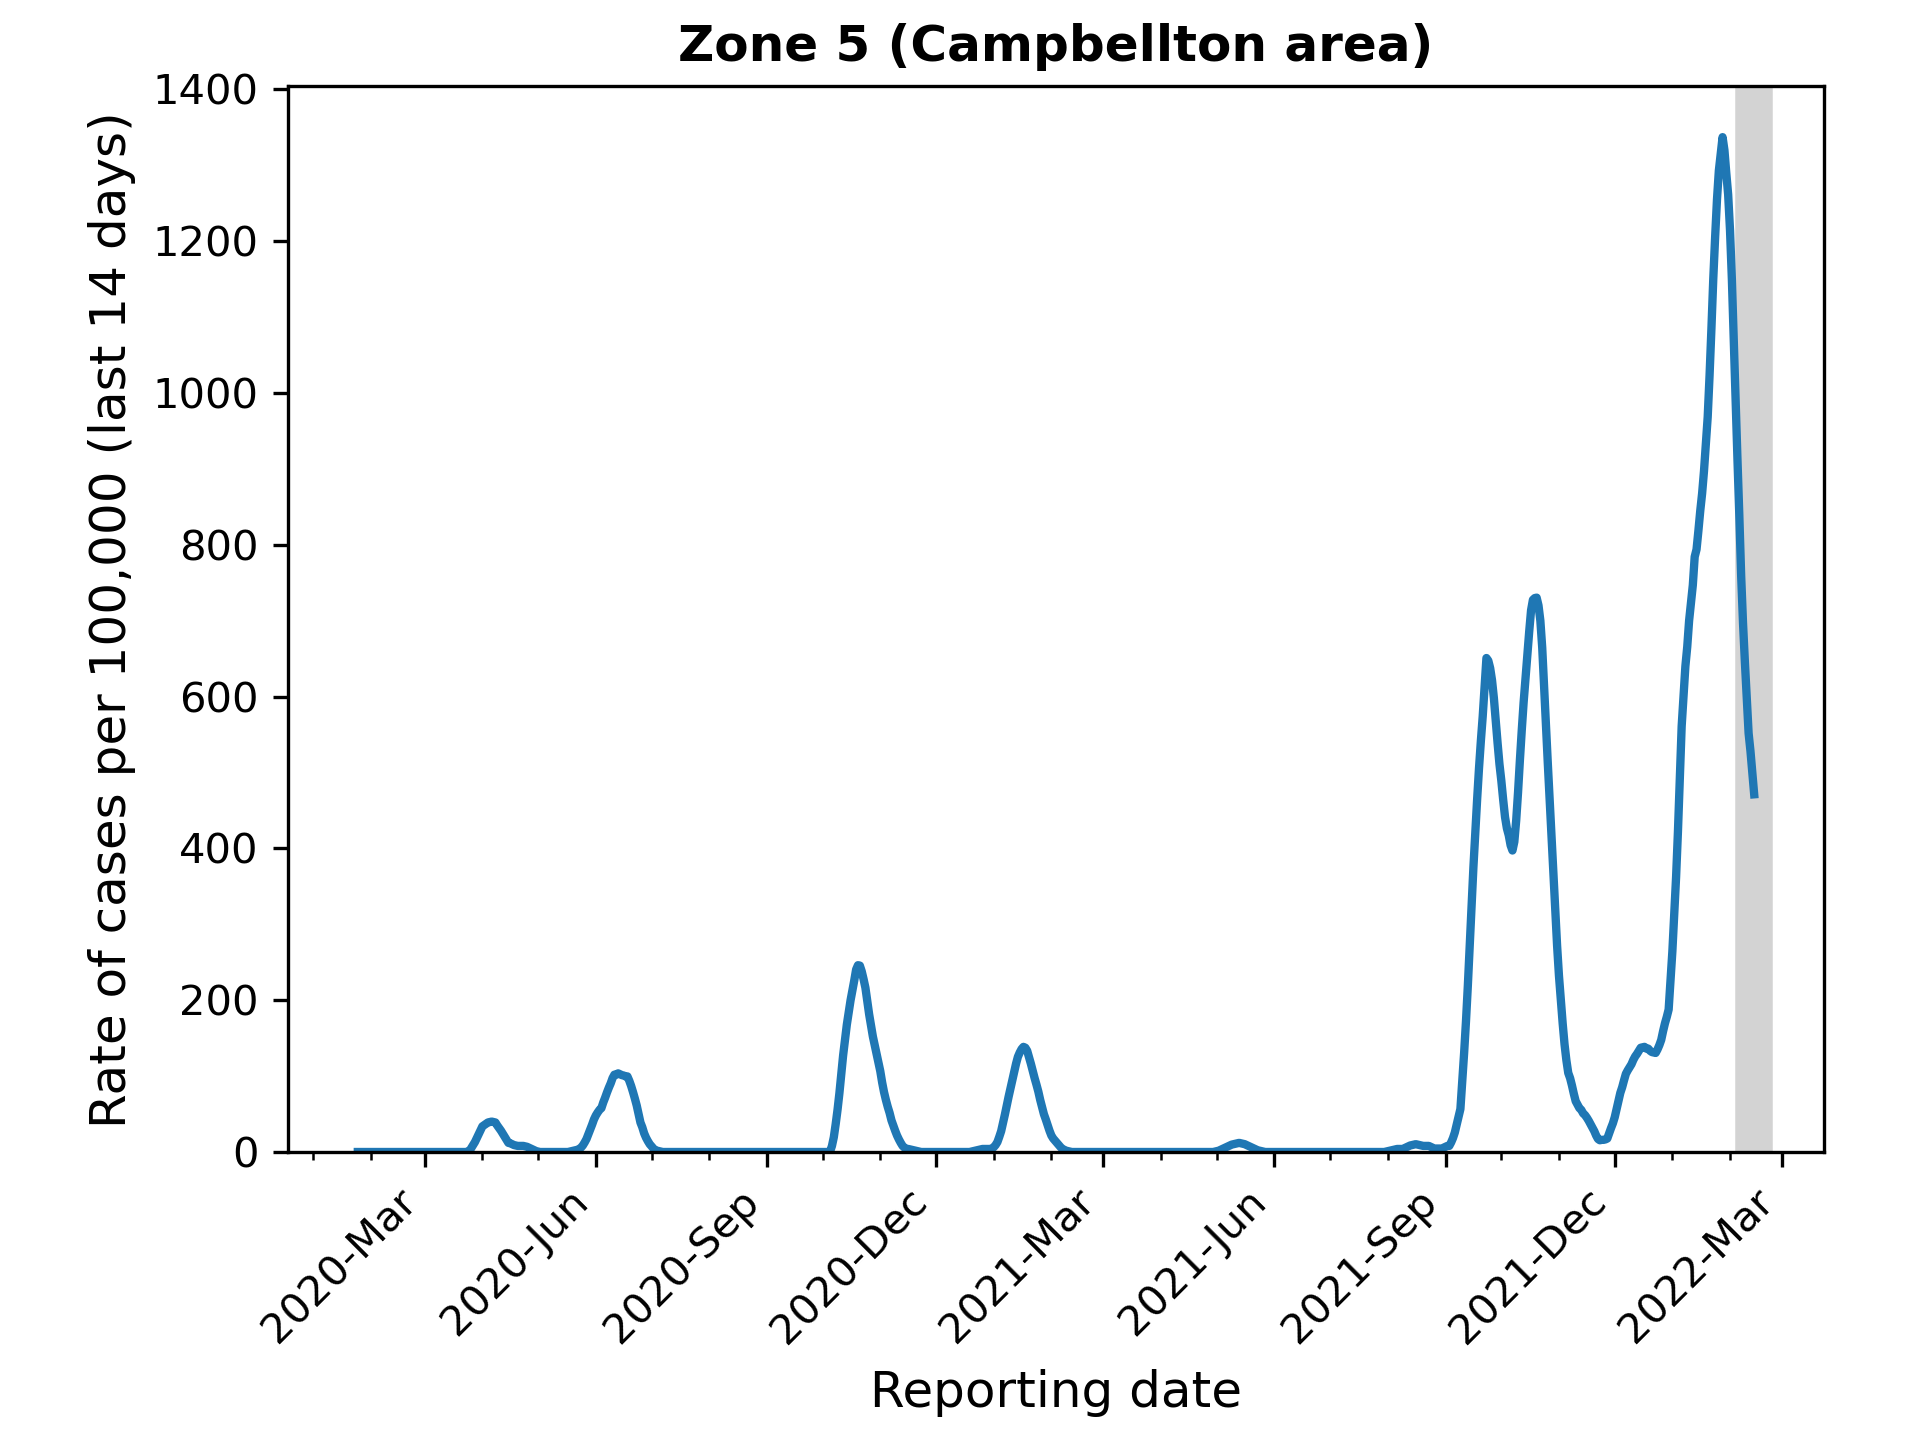 Zone 5 (Campbellton area)
Rate of cases per 100,000 (last 14 days)
1400
1200
1000
800
600
400
200
0
2020-Mar
2020-Jun
2020-Sep
2020-Dec
2021-Mar
2021-Jun
2021-Sep
2021-Dec
2022-Mar
Reporting date